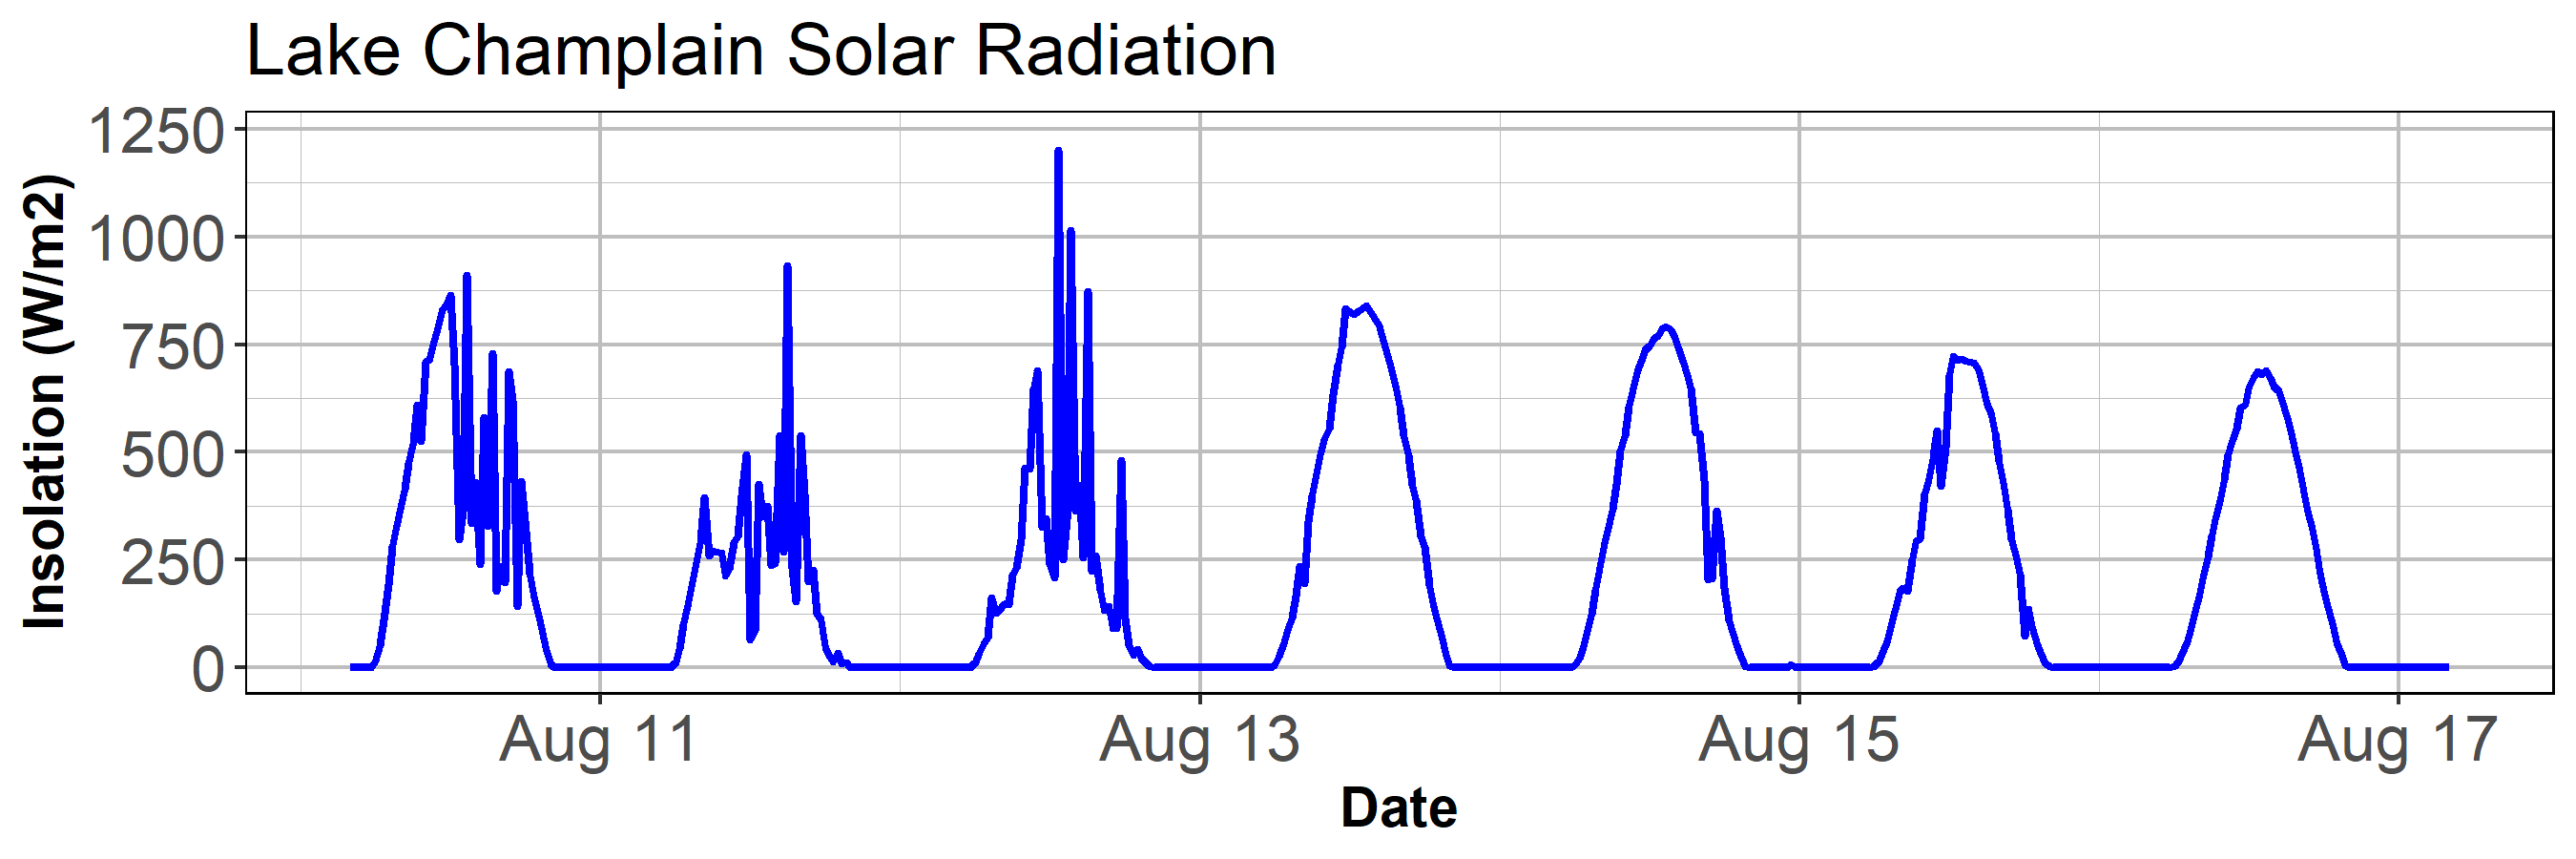 Lake Champlain Solar Radiation
Insolation (W/m2)
1250
1000
750
500
250
0
Aug 11 Aug 13 Aug 15 Aug 17
Date